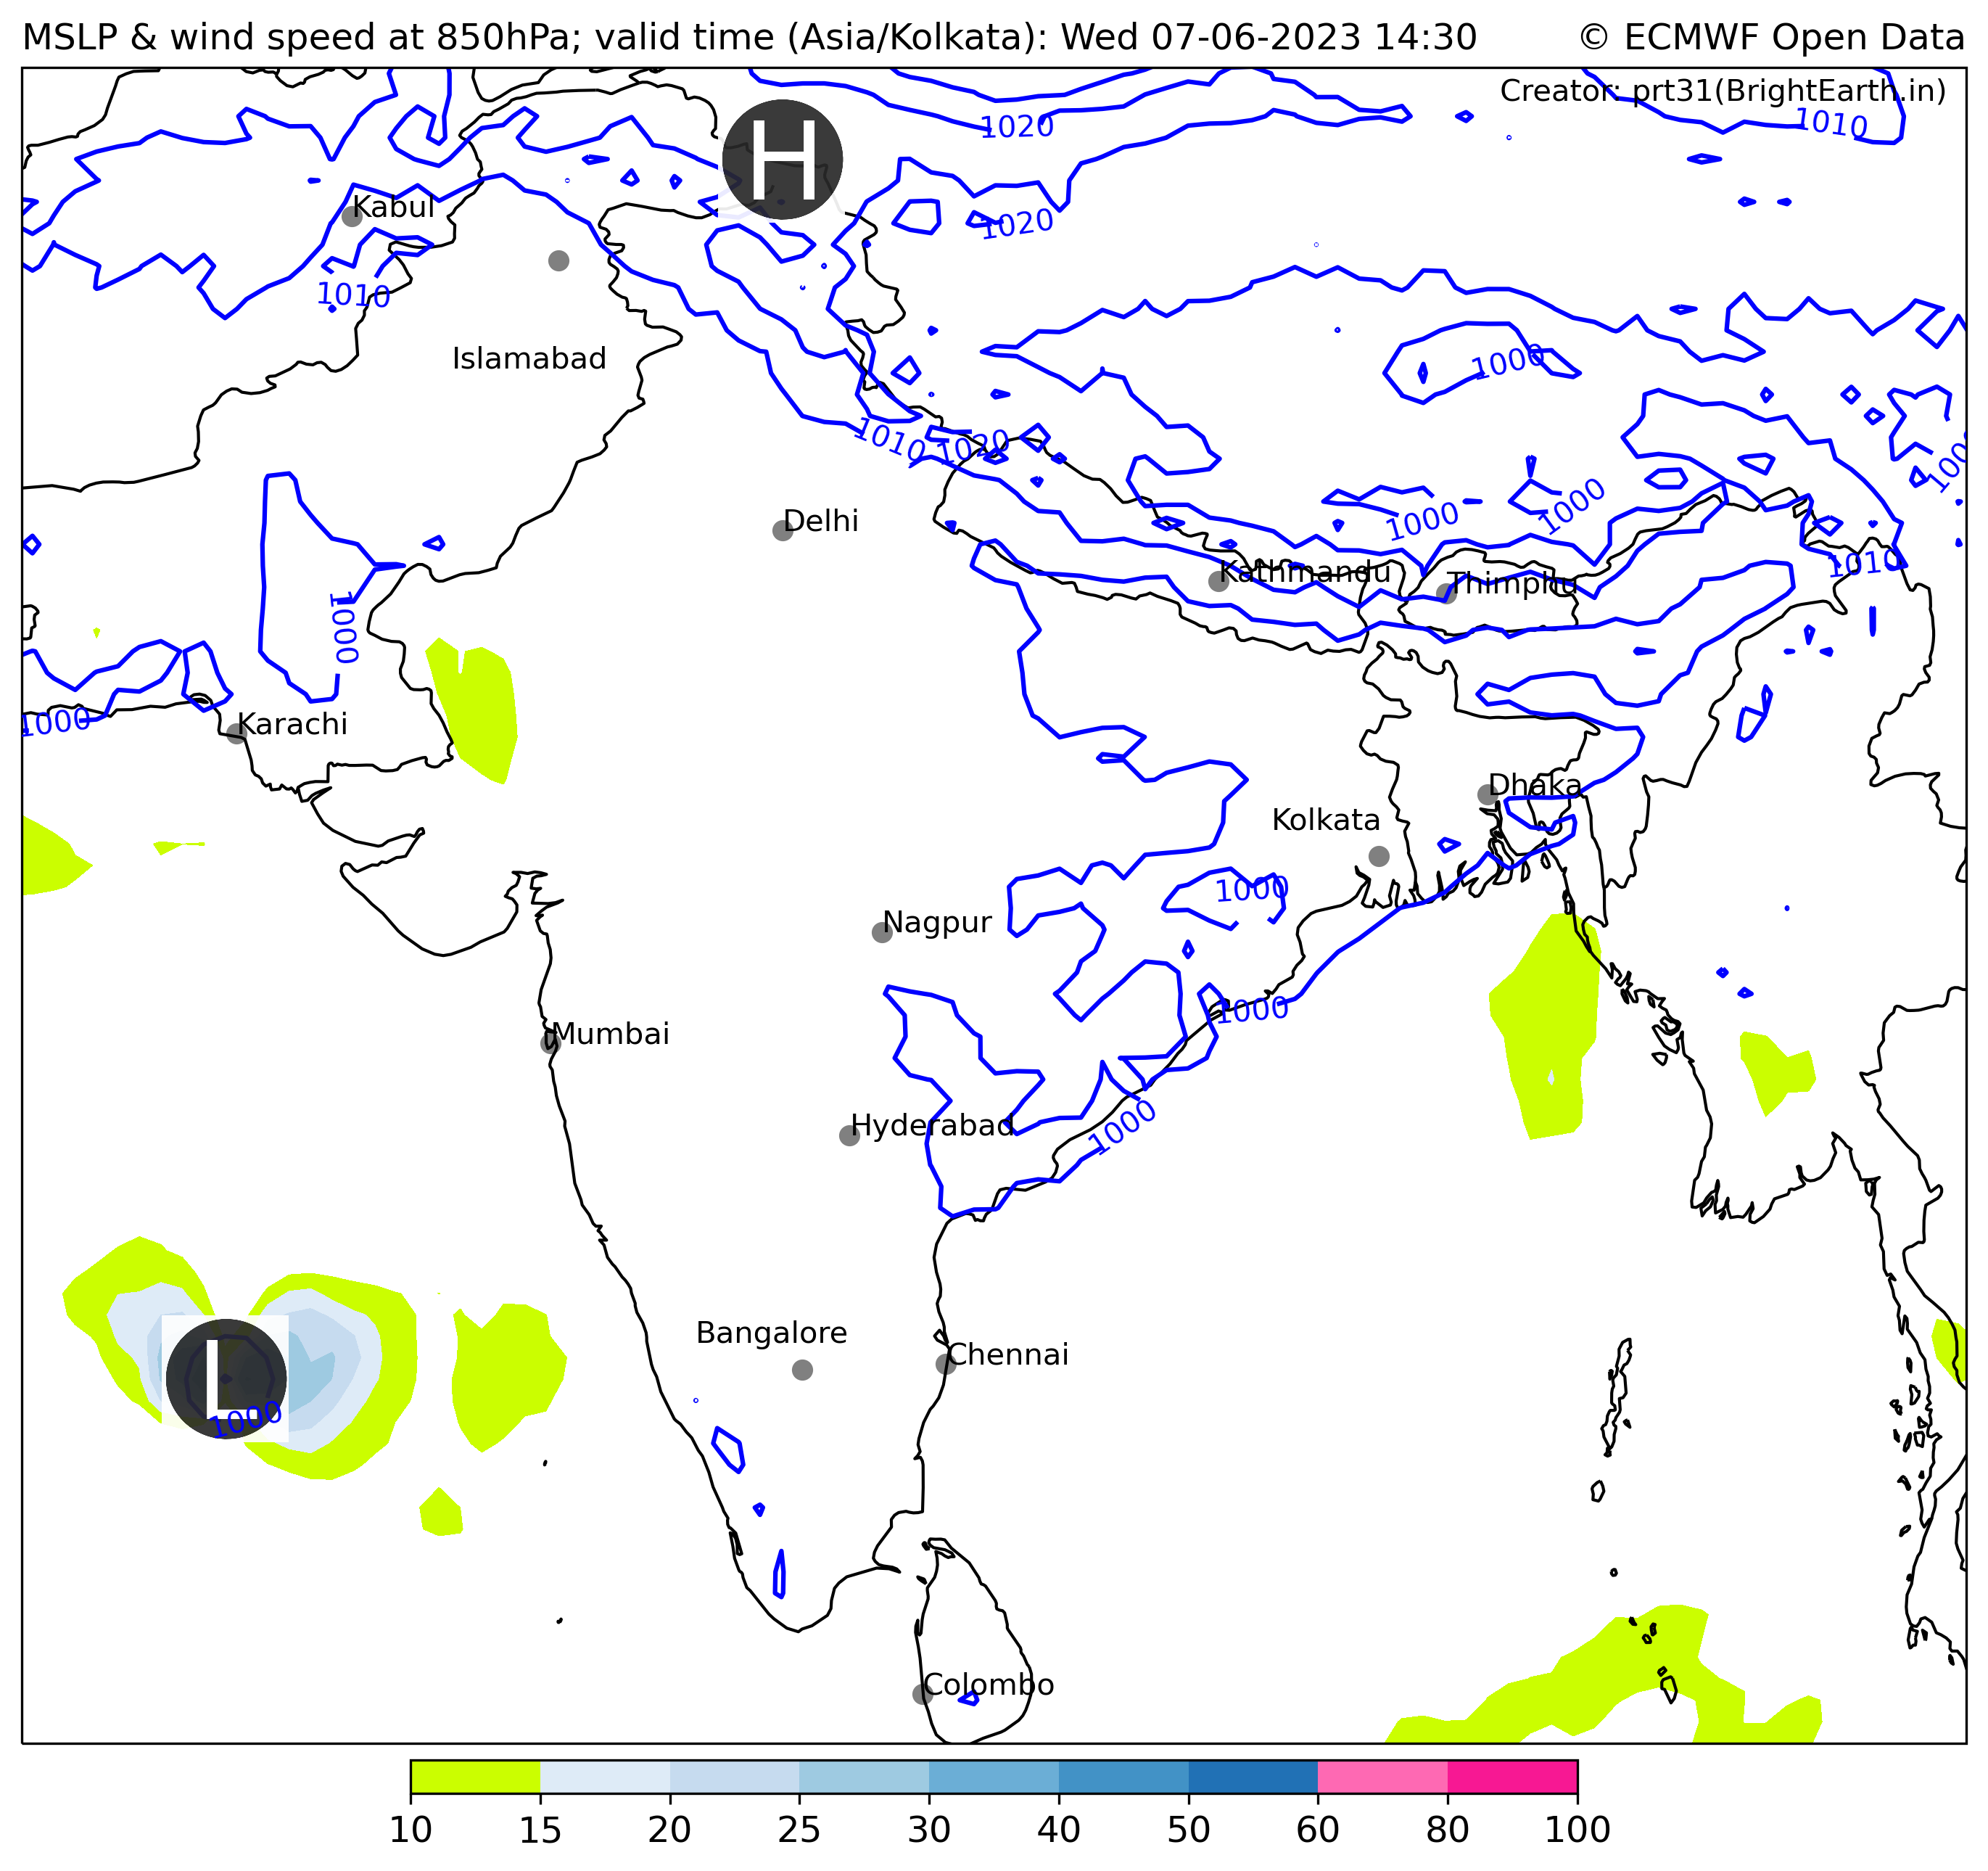 MSLP & wind speed at 850hPa; valid time (Asia/Kolkata): Wed 07-06-2023 14:30
© ECMWF Open Data
Creator: prt31(BrightEarth.in)
1020
1010
H
Kabul
1020
1010
Islamabad
1000
1010
1020
1000
1000
1000
Delhi
Kathmandu
Thimphu
1010
1000
Karachi
1000
Dhaka
Kolkata
1000
Nagpur
1000
Mumbai
Hyderabad
1000
Bangalore
Chennai
L
1000
Colombo
10 15 20 25 30 40 50 60 80 100